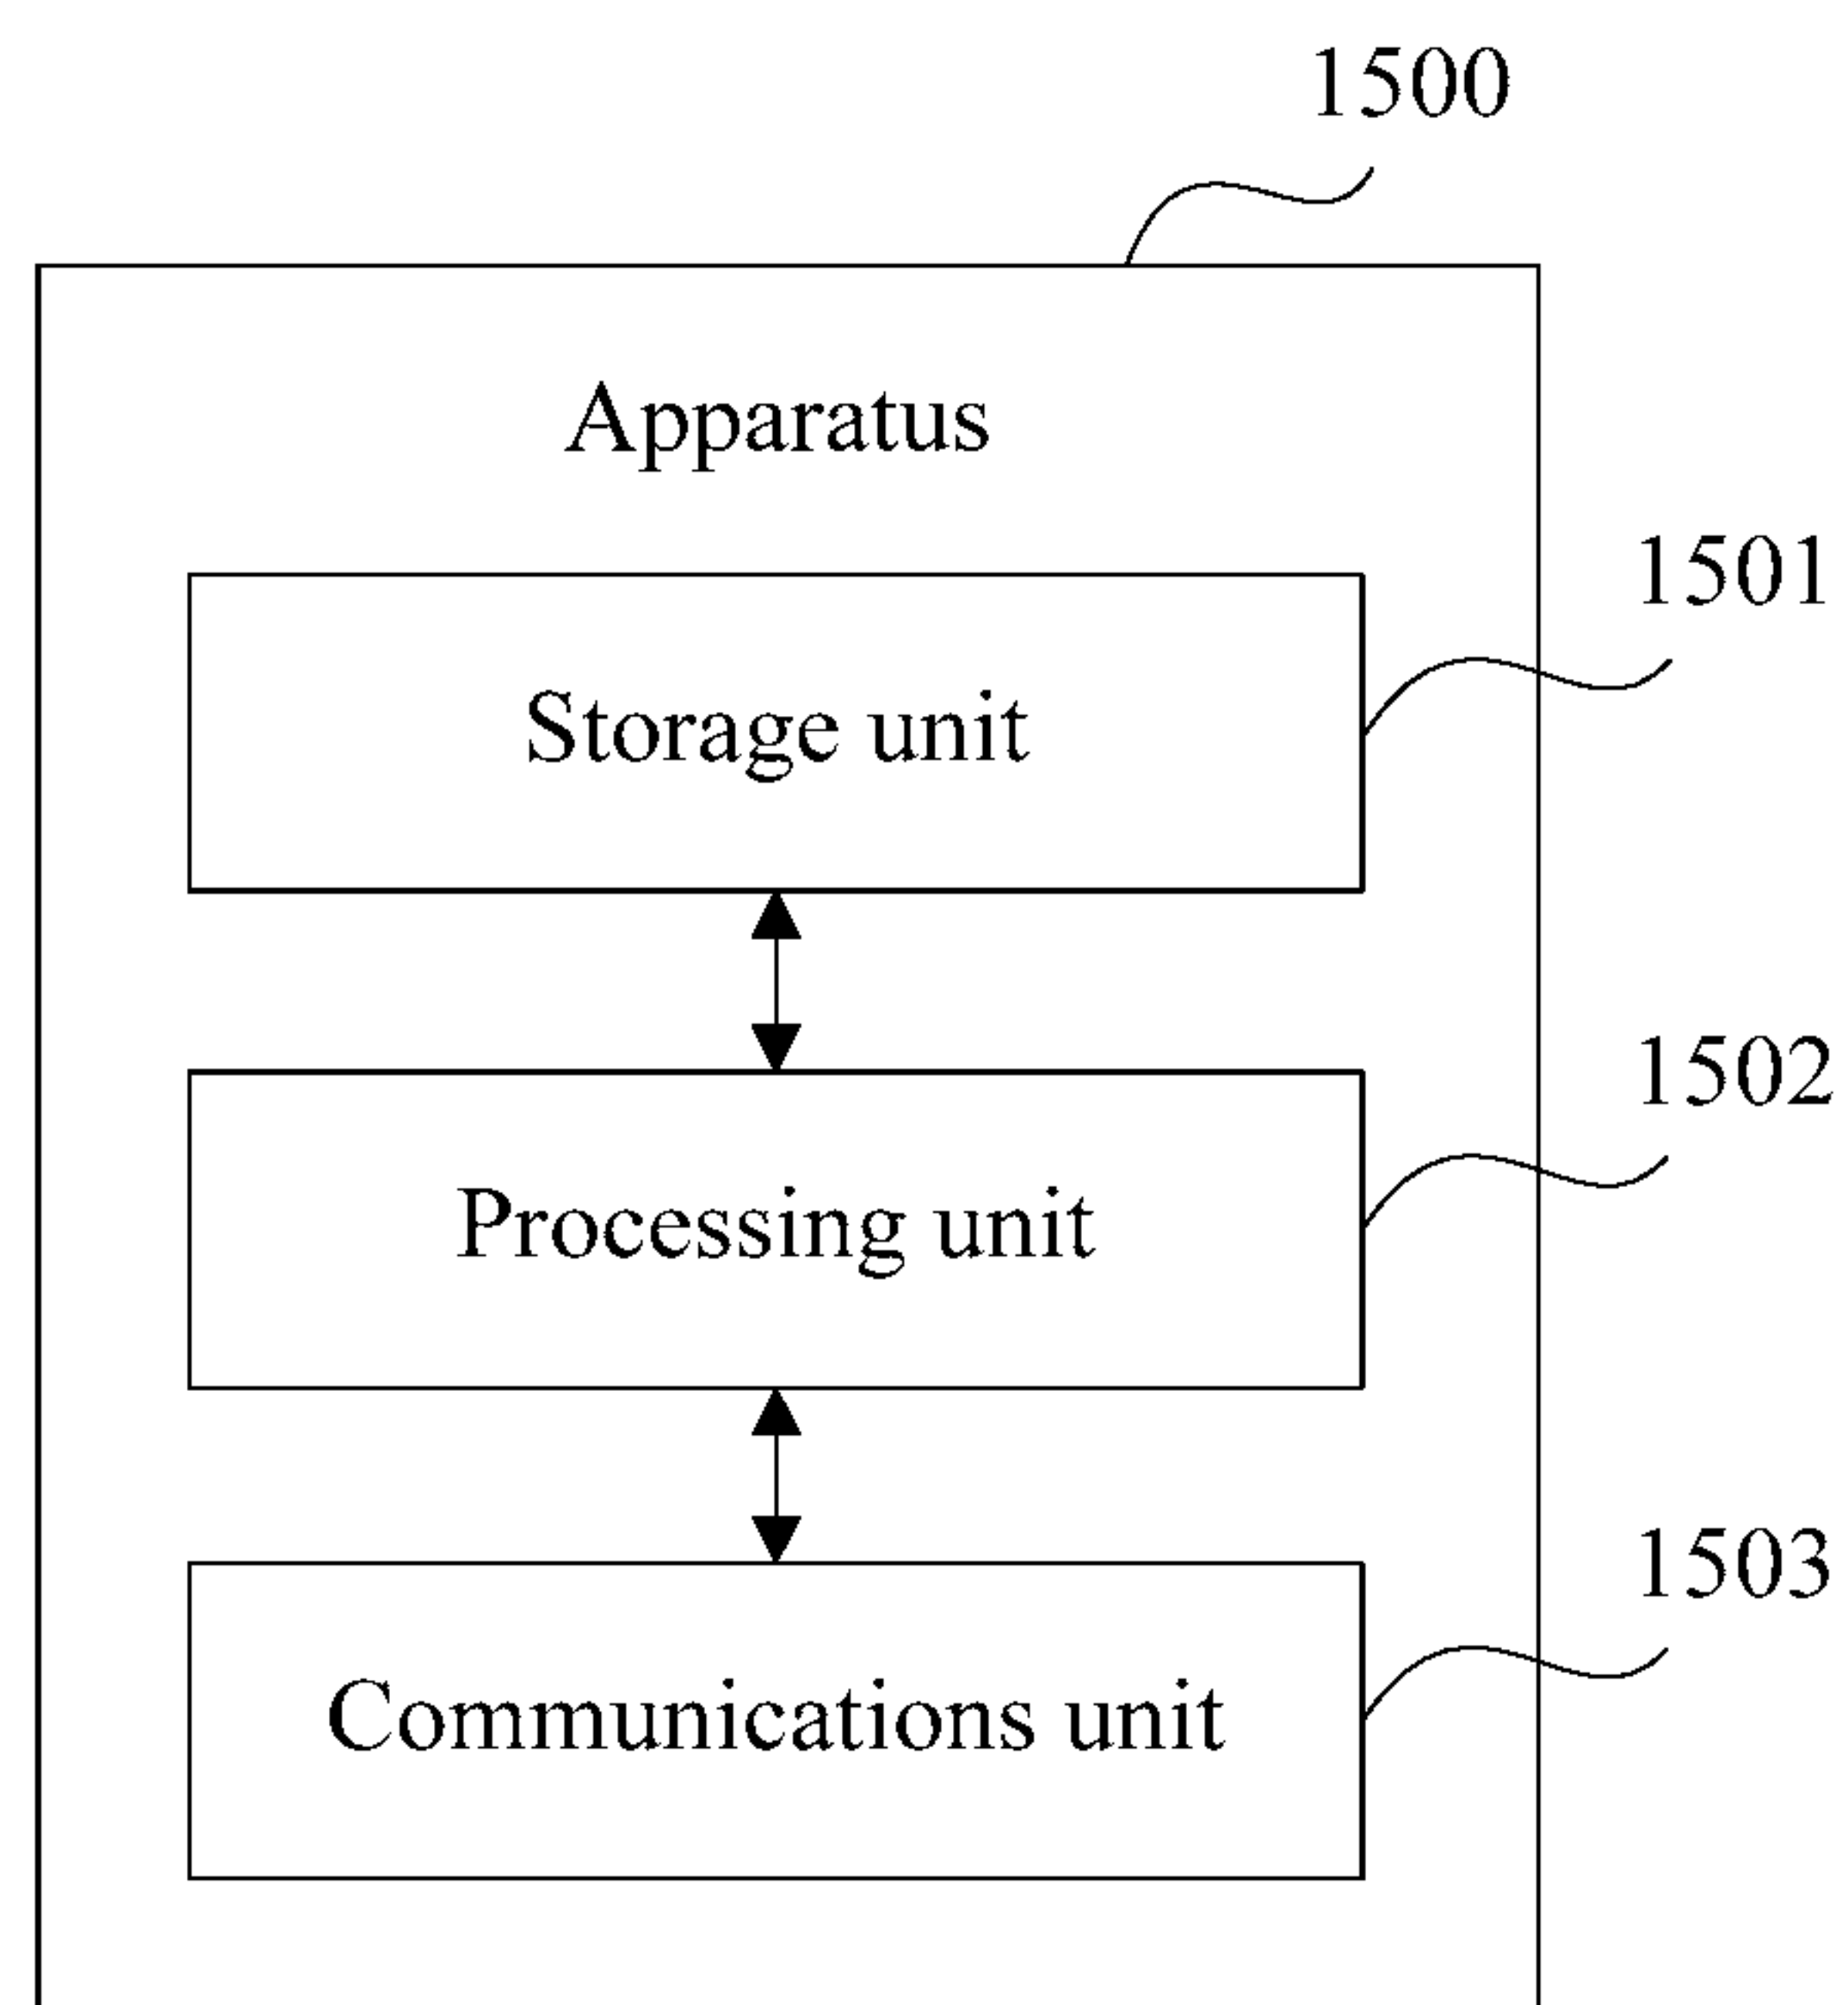 1500
Apparatus
1501
Storage unit
1502
Processing unit
1503
Communications unit